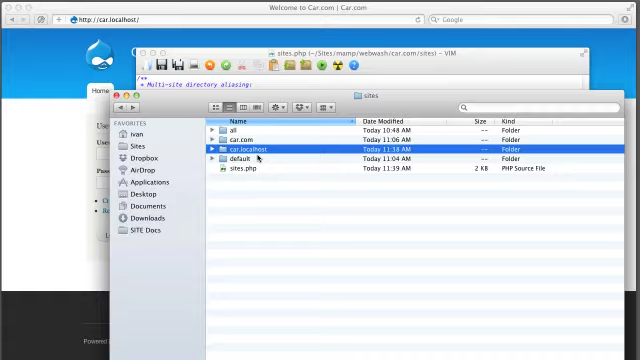 Welcome to Car.com | Car.com
http://car.localhost/
Google
C
Home
sites.php (~/Sites/mamp/webwash/car.com/sites) – VIM
/**
* Multi-site directory aliasing:
sites
Name
Date Modified
Size
Kind
FAVORITES
ivan
Sites
Dropbox
AirDrop
Applications
Desktop
Documents
Downloads
SITE Docs
all
Today 10:48 AM
--
Folder
car.com
Today 11:06 AM
--
Folder
car.localhost
Today 11:38 AM
--
Folder
default
Today 11:04 AM
--
Folder
sites.php
Today 11:39 AM
2 KB
PHP Source File
Use
Use
Pas
Powered